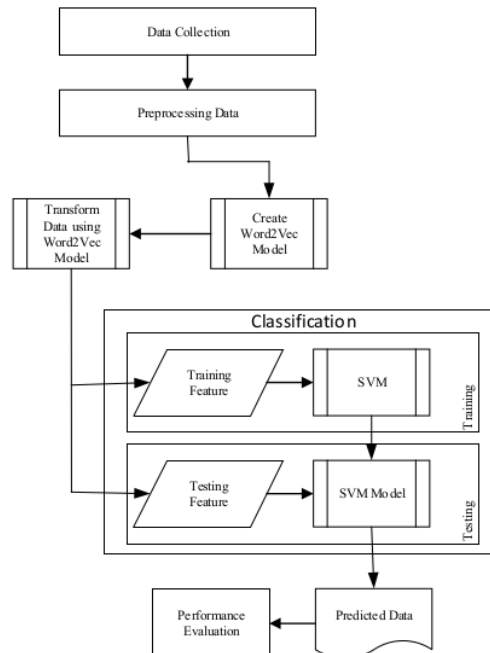 Data Collection
Preprocessing Data
Transform
Data using
Word2Vec
Model
Create
Word2Vec
Model
Classification
Training
Feature
SVM
Training
Testing
Feature
SVM Model
Testing
Performance
Evaluation
Predicted Data